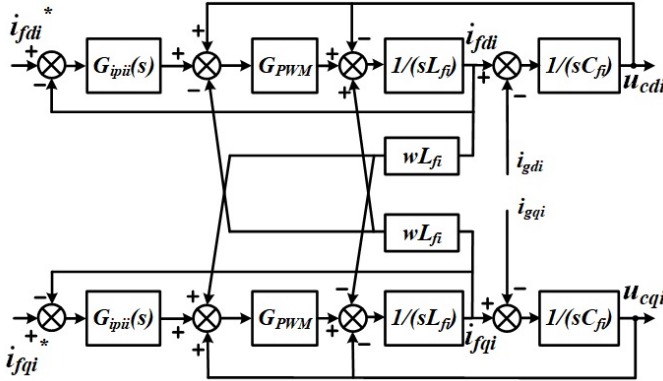 i_fdi*
+
−
G_ipii(s)
+
+
−
G_PWM
−
+
1/(sL_fi)
i_fdi
+
−
1/(sC_fi)
u_cdi
wL_fi
i_gdi
wL_fi
i_gqi
−
+
i_fqi*
G_ipii(s)
+
+
+
G_PWM
−
+
−
1/(sL_fi)
i_fqi
+
−
1/(sC_fi)
u_cqi